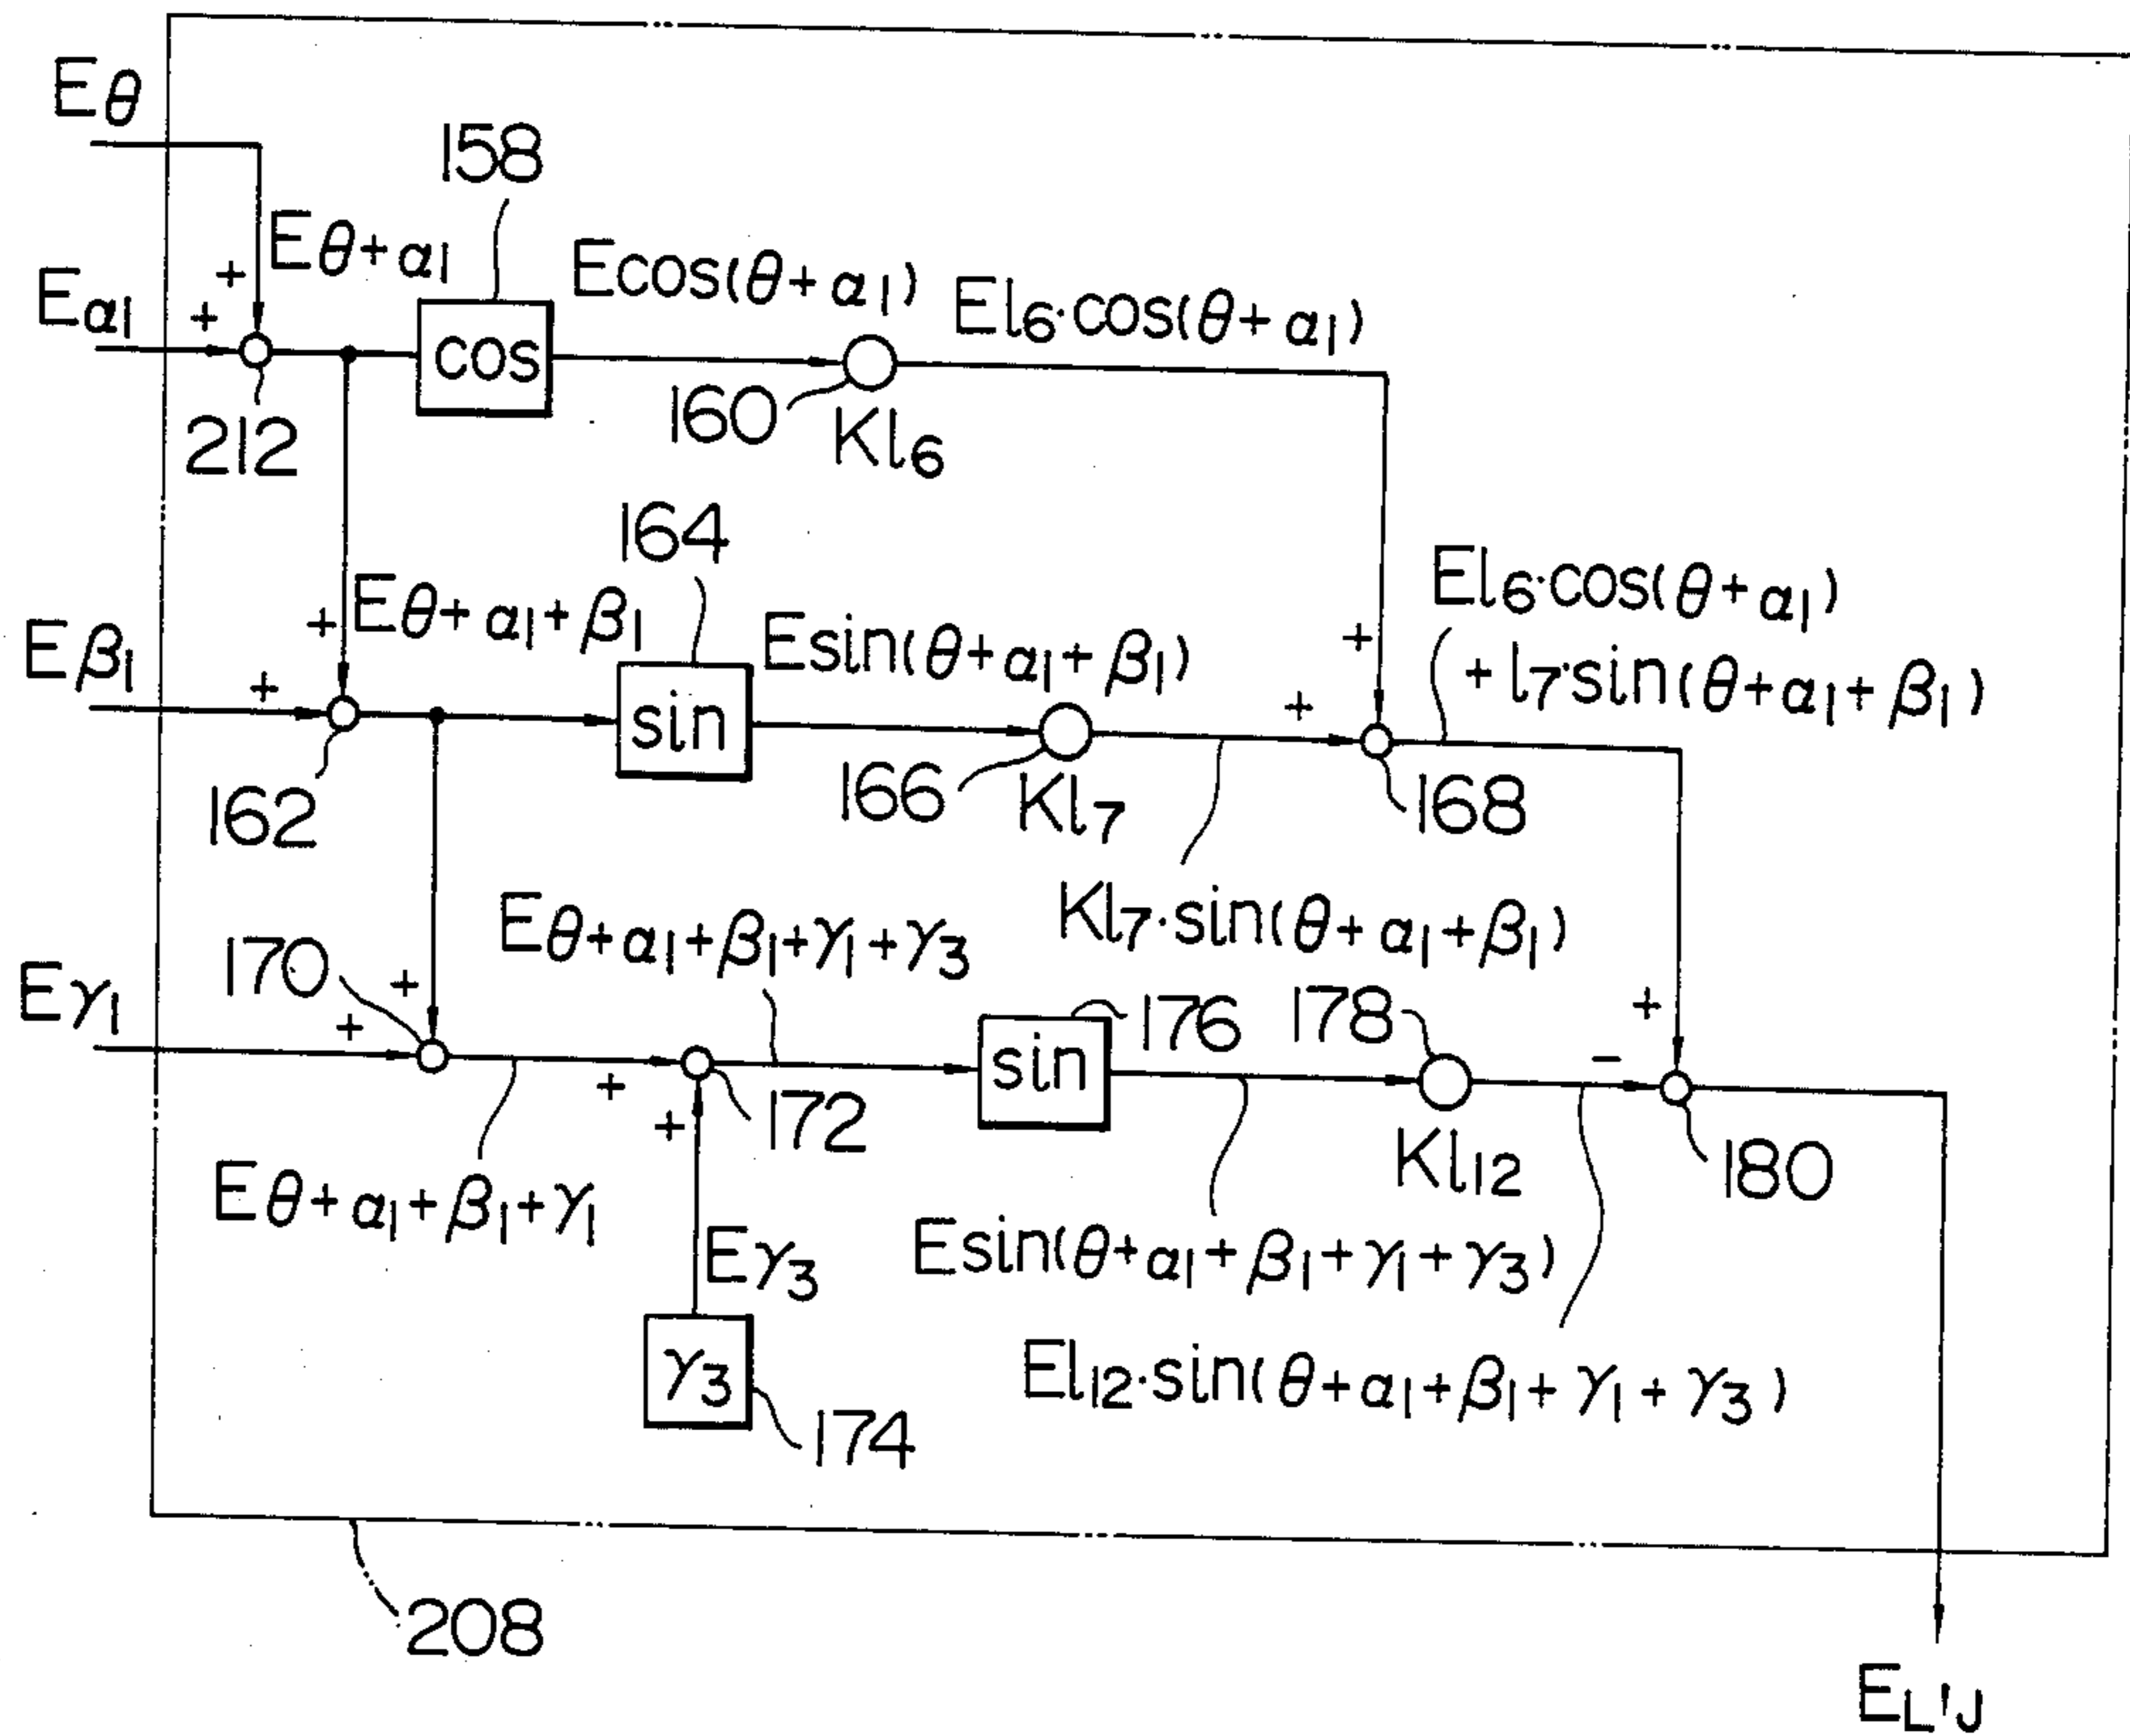 Eθ
158
Eθ+α1
Ecos(θ+α1)
El6·cos(θ+α1)
Eα1
+
+
cos
212
160
Kl6
164
El6·cos(θ+α1)
+l7·sin(θ+α1+β1)
Eθ+α1+β1
Esin(θ+α1+β1)
Eβ1
+
+
+
+
sin
162
166
Kl7
168
Kl7·sin(θ+α1+β1)
Eθ+α1+β1+γ1+γ3
170
Eγ1
+
+
176
178
+
−
sin
+
+
172
Kl12
180
Eθ+α1+β1+γ1
Eγ3
Esin(θ+α1+β1+γ1+γ3)
γ3
El12·sin(θ+α1+β1+γ1+γ3)
174
208
EL'J